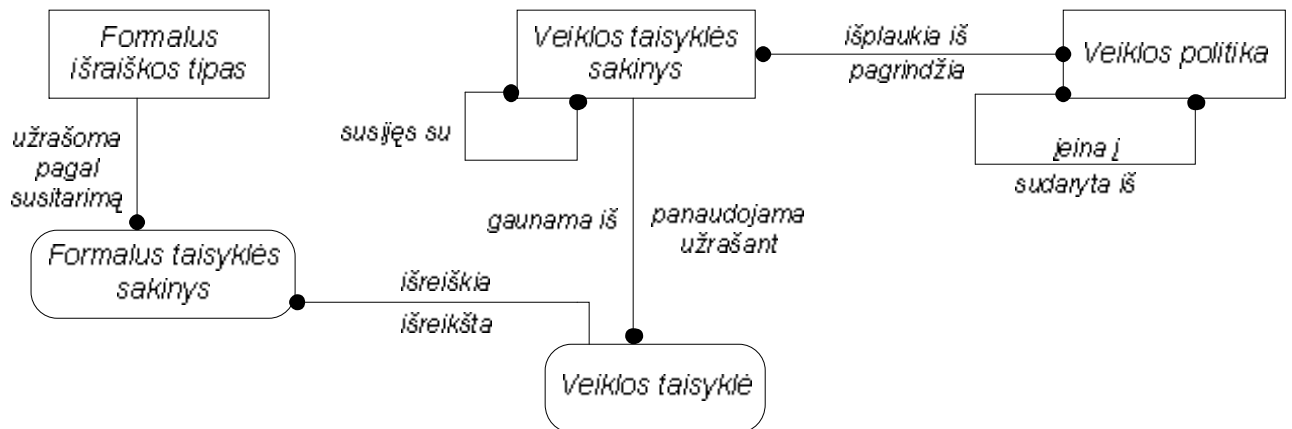 Formalus
išraiškos tipas
Veiklos taisyklės
sakinys
išplaukia iš
pagrindžia
Veiklos politika
susijęs su
įeina į
sudaryta iš
užrašoma
pagal
susitarimą
gaunama iš
panaudojama
užrašant
Formalus taisyklės
sakinys
išreiškia
išreikšta
Veiklos taisyklė